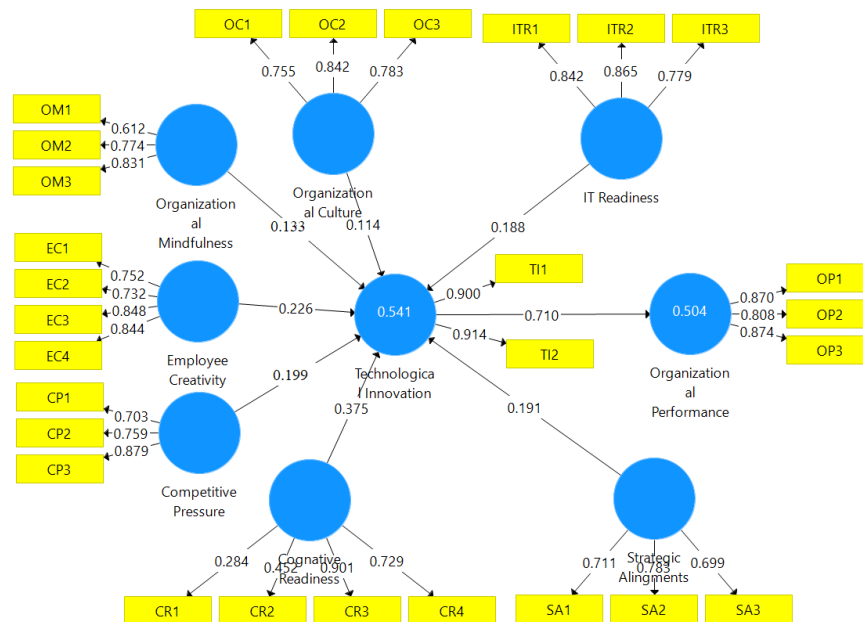 OC1
OC2
OC3
ITR1
ITR2
ITR3
0.755
0.842
0.783
0.842
0.865
0.779
OM1
OM2
OM3
0.612
0.774
0.831
Organization
al
Mindfulness
Organization
al Culture
IT Readiness
0.133
0.114
0.188
EC1
EC2
EC3
EC4
0.752
0.732
0.848
0.844
Employee
Creativity
0.226
TI1
0.900
0.541
0.914
TI2
Technologica
l Innovation
0.710
0.504
Organization
al
Performance
OP1
OP2
OP3
0.870
0.808
0.874
CP1
CP2
CP3
0.703
0.759
0.879
Competitive
Pressure
0.199
0.375
0.191
Cognative
Readiness
0.284
0.452
0.901
0.729
CR1
CR2
CR3
CR4
Strategic
Alingments
0.711
0.783
0.699
SA1
SA2
SA3